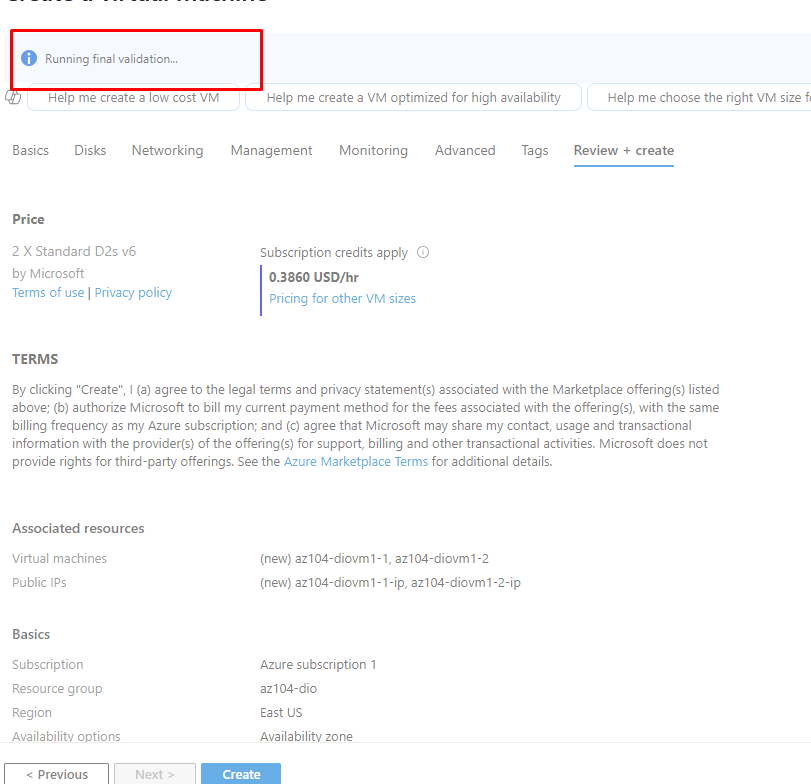 Create a virtual machine
Running final validation...
Help me create a low cost VM
Help me create a VM optimized for high availability
Help me choose the right VM size f
Basics
Disks
Networking
Management
Monitoring
Advanced
Tags
Review + create
Price
2 X Standard D2s v6
by Microsoft
Terms of use | Privacy policy
Subscription credits apply
0.3860 USD/hr
Pricing for other VM sizes
TERMS
By clicking "Create", I (a) agree to the legal terms and privacy statement(s) associated with the Marketplace offering(s) listed
above; (b) authorize Microsoft to bill my current payment method for the fees associated with the offering(s), with the same
billing frequency as my Azure subscription; and (c) agree that Microsoft may share my contact, usage and transactional
information with the provider(s) of the offering(s) for support, billing and other transactional activities. Microsoft does not
provide rights for third-party offerings. See the Azure Marketplace Terms for additional details.
Associated resources
Virtual machines (new) az104-diovm1-1, az104-diovm1-2
Public IPs (new) az104-diovm1-1-ip, az104-diovm1-2-ip
Basics
Subscription Azure subscription 1
Resource group az104-dio
Region East US
Availability options Availability zone
< Previous
Next >
Create